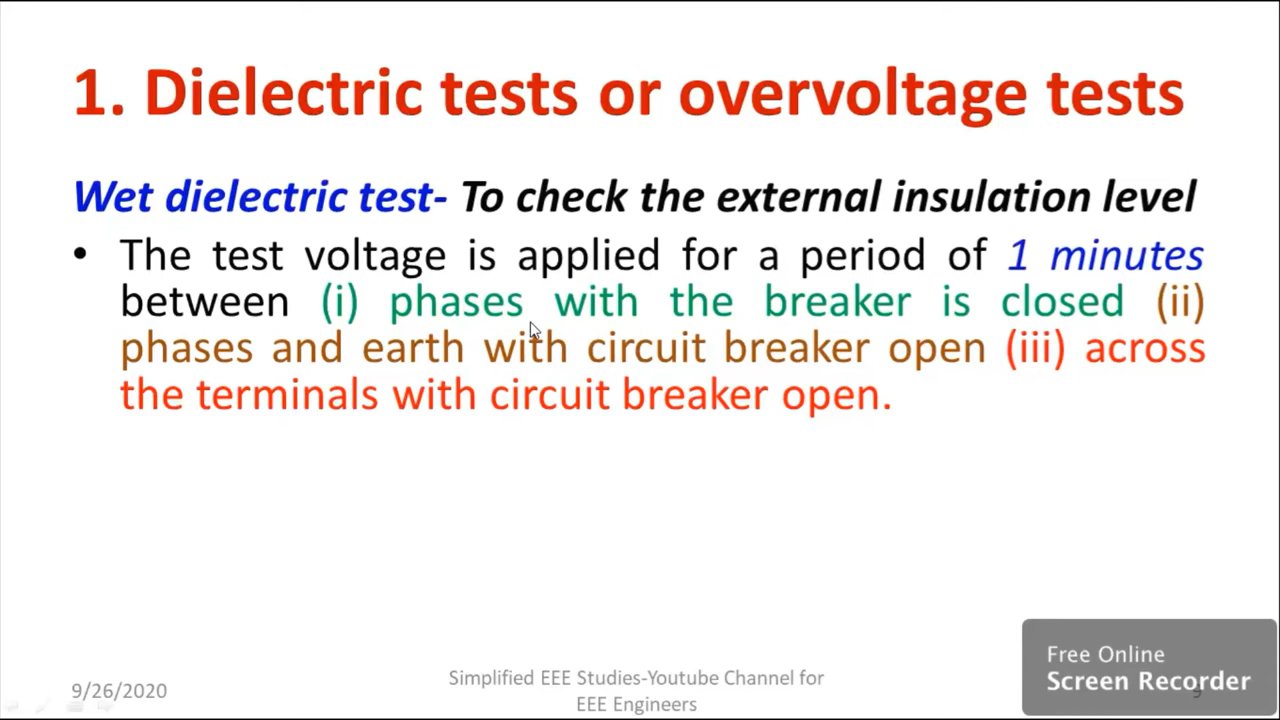 1. Dielectric tests or overvoltage tests
Wet dielectric test- To check the external insulation level
• The test voltage is applied for a period of 1 minutes
between (i) phases with the breaker is closed (ii)
phases and earth with circuit breaker open (iii) across
the terminals with circuit breaker open.
9/26/2020
Simplified EEE Studies-Youtube Channel for
EEE Engineers
9
Free Online
Screen Recorder